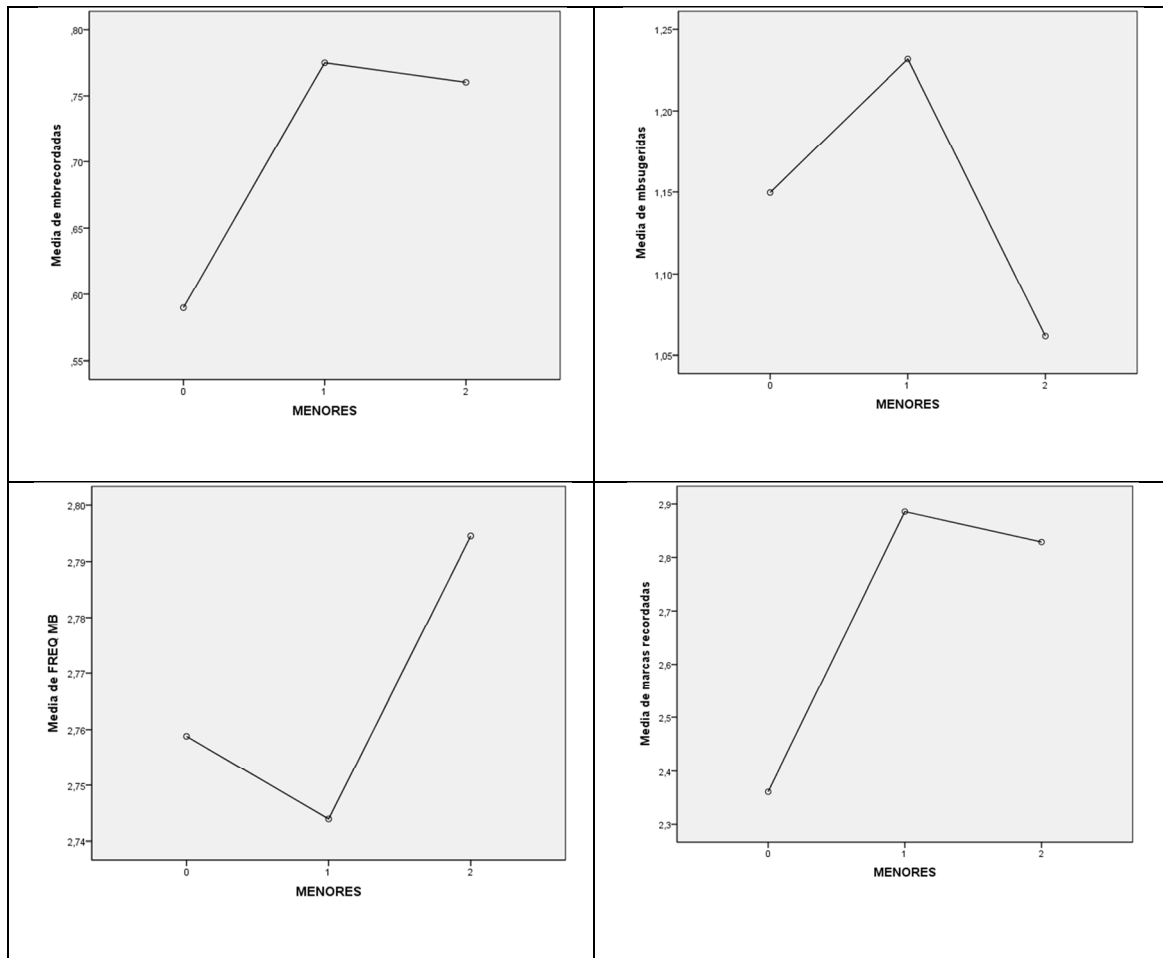 Media de mbrecordadas
,80
,75
,70
,65
,60
,55
0 1 2
MENORES
Media de mbsugeridas
1,25
1,20
1,15
1,10
1,05
0 1 2
MENORES
Media de FREQ MB
2,80
2,79
2,78
2,77
2,76
2,75
2,74
0 1 2
MENORES
Media de marcas recordadas
2,9
2,8
2,7
2,6
2,5
2,4
2,3
0 1 2
MENORES